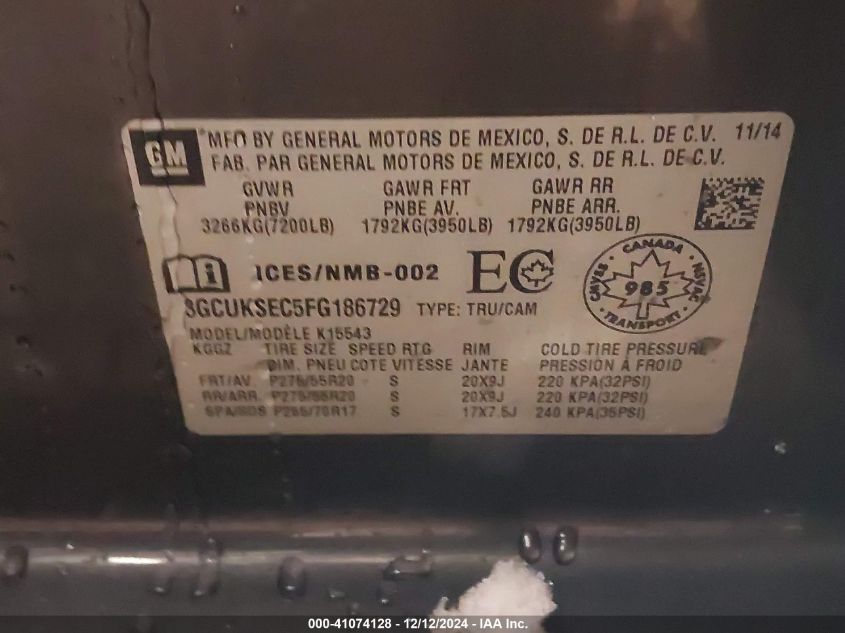 GM
MFD BY GENERAL MOTORS DE MEXICO, S. DE R.L. DE C.V. 11/14
FAB. PAR GENERAL MOTORS DE MEXICO, S. DE R.L. DE C.V.
GVWR GAWR FRT GAWR RR
PNBV PNBE AV. PNBE ARR.
3266KG(7200LB) 1792KG(3950LB) 1792KG(3950LB)
i ICES/NMB-002 EC
CANADA
CMVSS 985 NSVAC
TRANSPORT
3GCUKSEC5FG186729 TYPE: TRU/CAM
MODEL/MODÈLE K15543
KGGZ TIRE SIZE SPEED RTG RIM COLD TIRE PRESSURE
DIM. PNEU COTE VITESSE JANTE PRESSION À FROID
FRT/AV. P275/55R20 S 20X9J 220 KPA(32PSI)
RR/ARR. P275/55R20 S 20X9J 220 KPA(32PSI)
SPA/SDS P265/70R17 S 17X7.5J 240 KPA(35PSI)
000-41074128 - 12/12/2024 - IAA Inc.